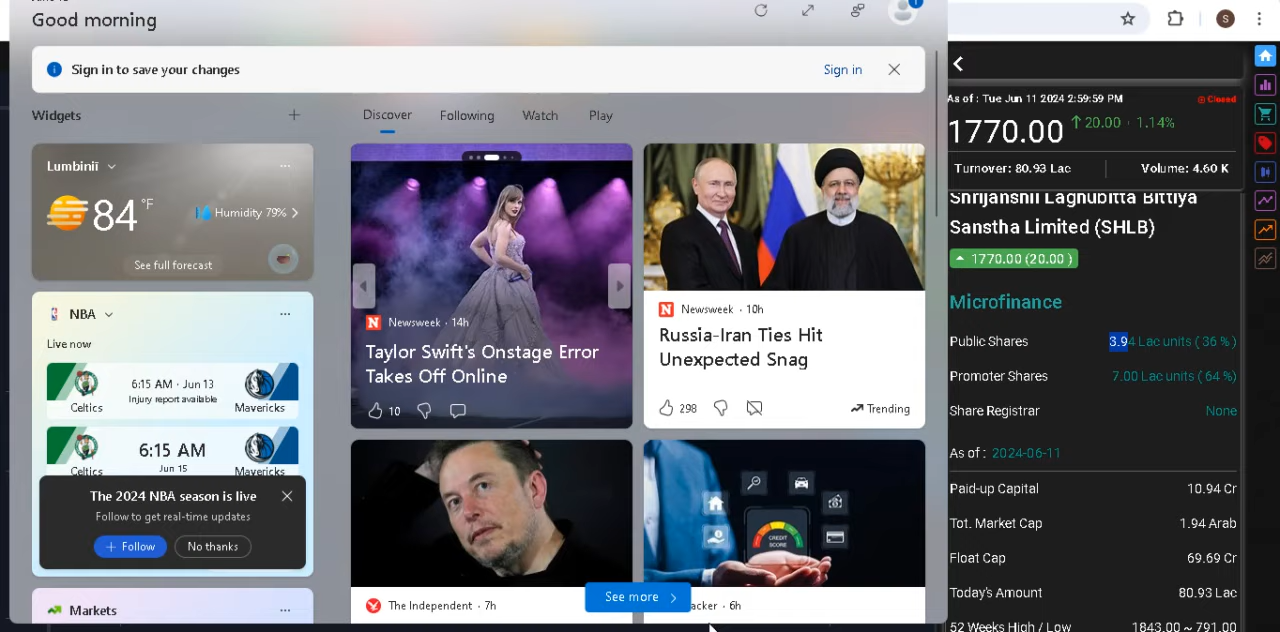 Good morning
Sign in to save your changes
Sign in
Widgets
Discover
Following
Watch
Play
Lumbinii
84 °F
Humidity 79%
See full forecast
NBA
Live now
Celtics
6:15 AM · Jun 13
Injury report available
Mavericks
Celtics
6:15 AM
Jun 15
Mavericks
The 2024 NBA season is live
Follow to get real-time updates
+ Follow
No thanks
Markets
Newsweek · 14h
Taylor Swift's Onstage Error
Takes Off Online
10
Newsweek · 10h
Russia-Iran Ties Hit
Unexpected Snag
298
Trending
CREDIT
SCORE
The Independent · 7h
See more
acker · 6h
S
As of : Tue Jun 11 2024 2:59:59 PM
Closed
1770.00
20.00 · 1.14%
Turnover: 80.93 Lac
Volume: 4.60 K
Shrijanshil Laghubitta Bittiya
Sanstha Limited (SHLB)
1770.00 (20.00 )
Microfinance
Public Shares
3.94 Lac units ( 36 % )
Promoter Shares
7.00 Lac units ( 64 %)
Share Registrar
None
As of : 2024-06-11
Paid-up Capital
10.94 Cr
Tot. Market Cap
1.94 Arab
Float Cap
69.69 Cr
Today's Amount
80.93 Lac
52 Weeks High / Low
1843.00 ~ 791.00